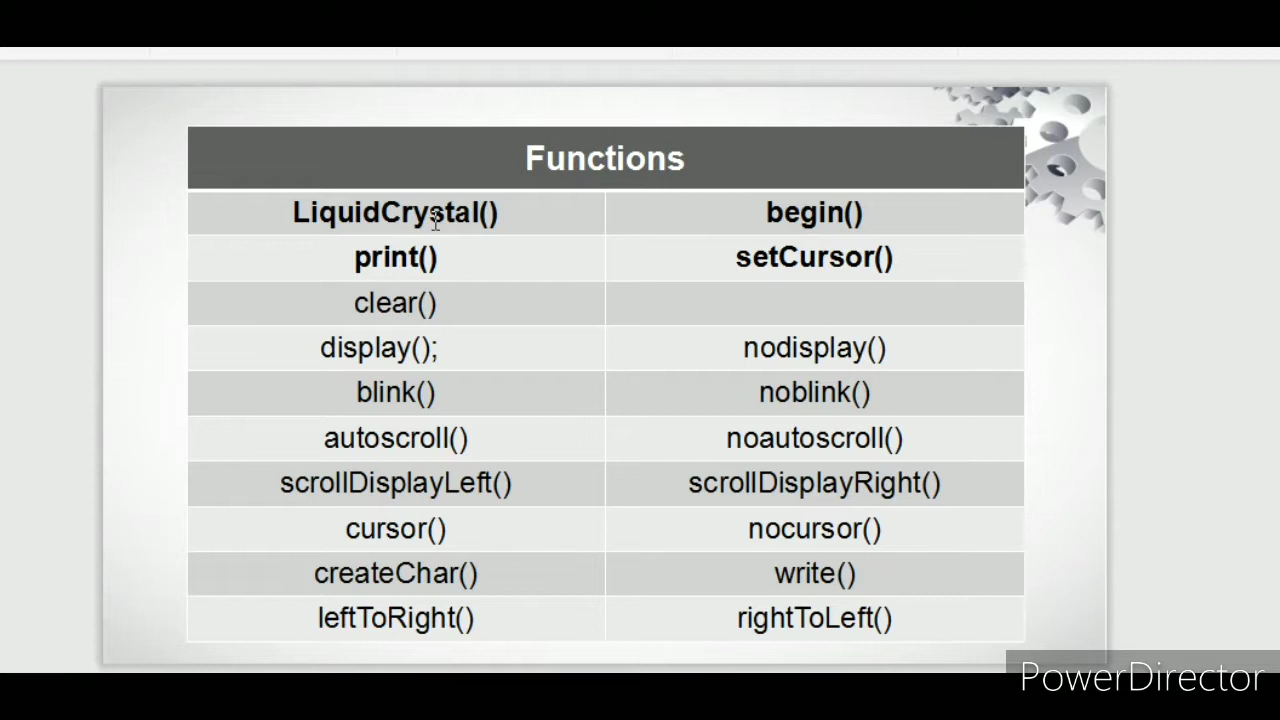 Functions
LiquidCrystal() begin()
print() setCursor()
clear()
display(); nodisplay()
blink() noblink()
autoscroll() noautoscroll()
scrollDisplayLeft() scrollDisplayRight()
cursor() nocursor()
createChar() write()
leftToRight() rightToLeft()
PowerDirector